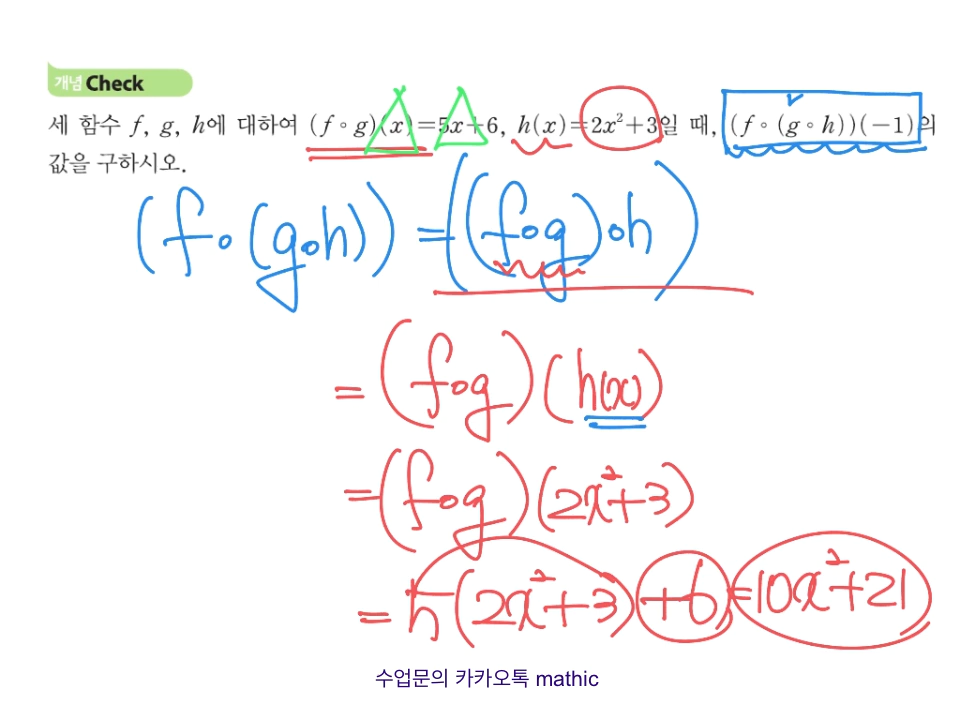 개념 Check
세 함수 f, g, h에 대하여 (f∘g)(x)=5x+6, h(x)=2x²+3일 때, (f∘(g∘h))(-1)의
값을 구하시오.
(f∘(g∘h)) = ((f∘g)∘h)
= (f∘g)(h(x))
= (f∘g)(2x²+3)
= 5(2x²+3)+6=10x²+21
수업문의 카카오톡 mathic